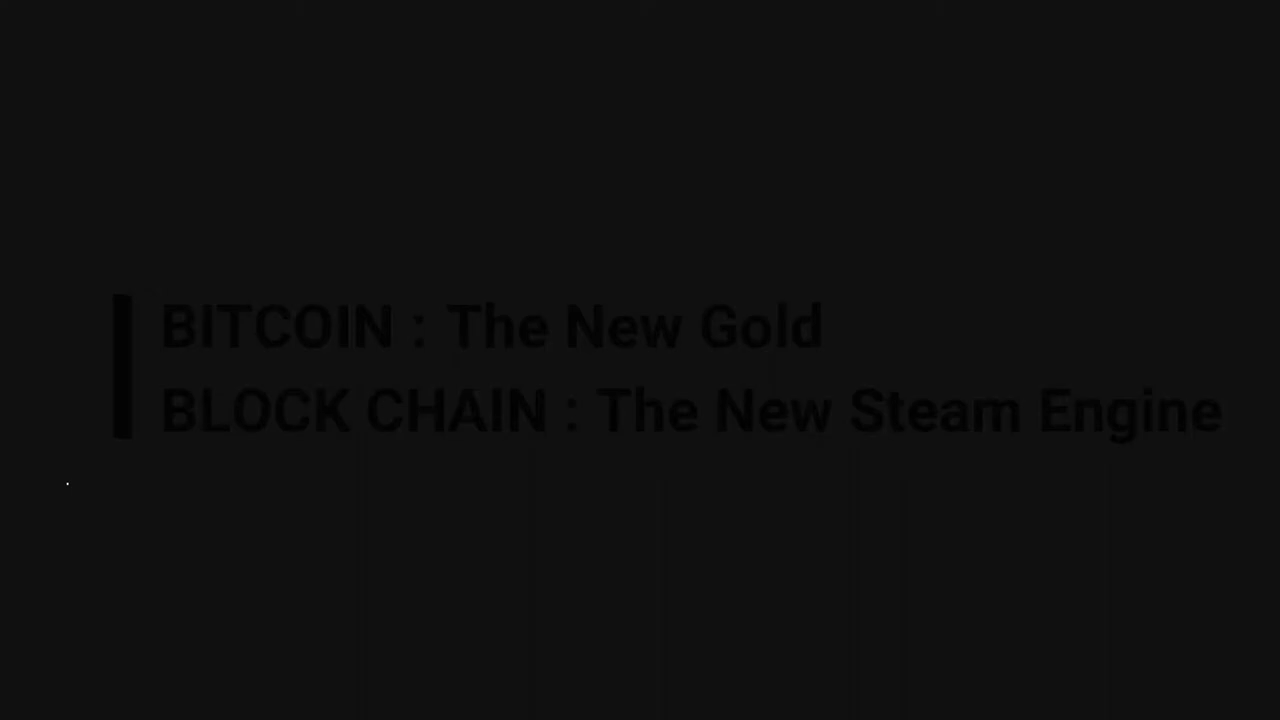 BITCOIN : The New Gold
BLOCK CHAIN : The New Steam Engine